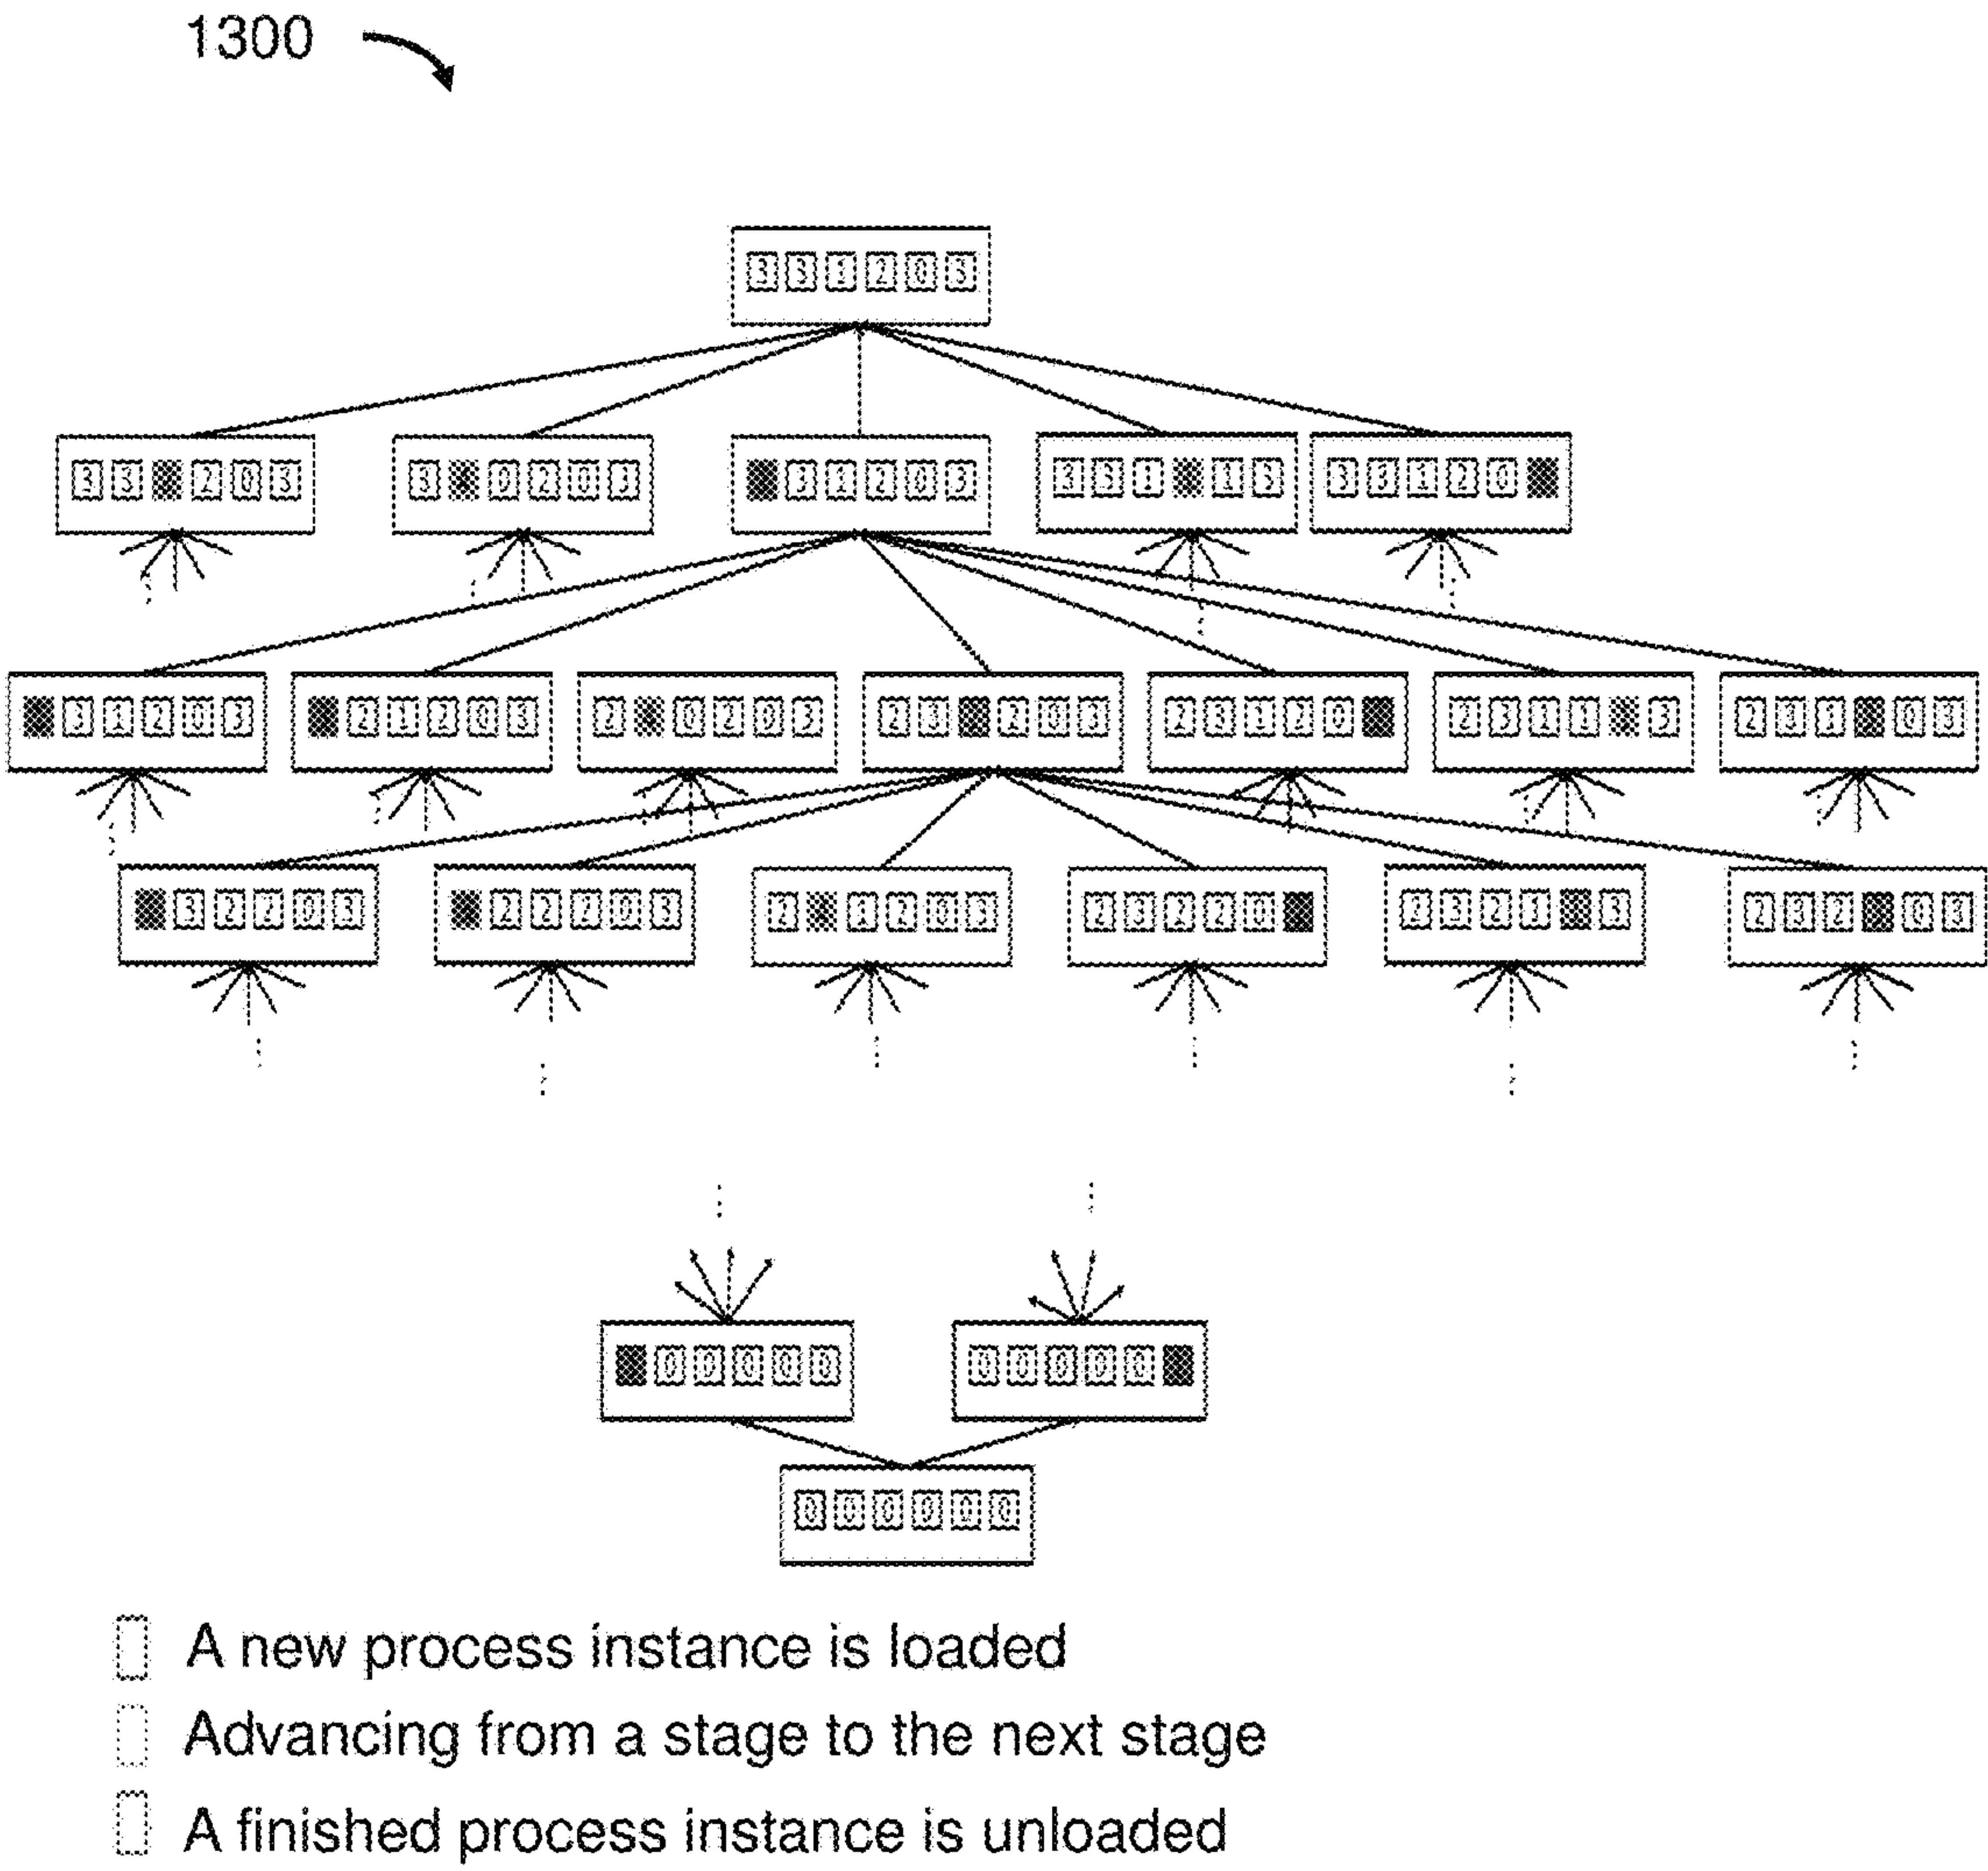 1300
3 3 1 2 0 3
3 3 2 0 3
3 0 2 0 3
3 1 2 0 3
3 3 1 1 3
3 3 1 2 0
3 1 2 0 3
2 1 2 0 3
2 0 2 0 3
2 3 2 0 3
2 3 1 2 0
2 3 1 1 3
2 3 1 0 3
3 2 2 0 3
2 2 2 0 3
2 1 2 0 3
2 3 2 2 0
2 3 2 1 3
2 3 2 0 3
0 0 0 0 0
0 0 0 0 0
0 0 0 0 0 0
A new process instance is loaded
Advancing from a stage to the next stage
A finished process instance is unloaded